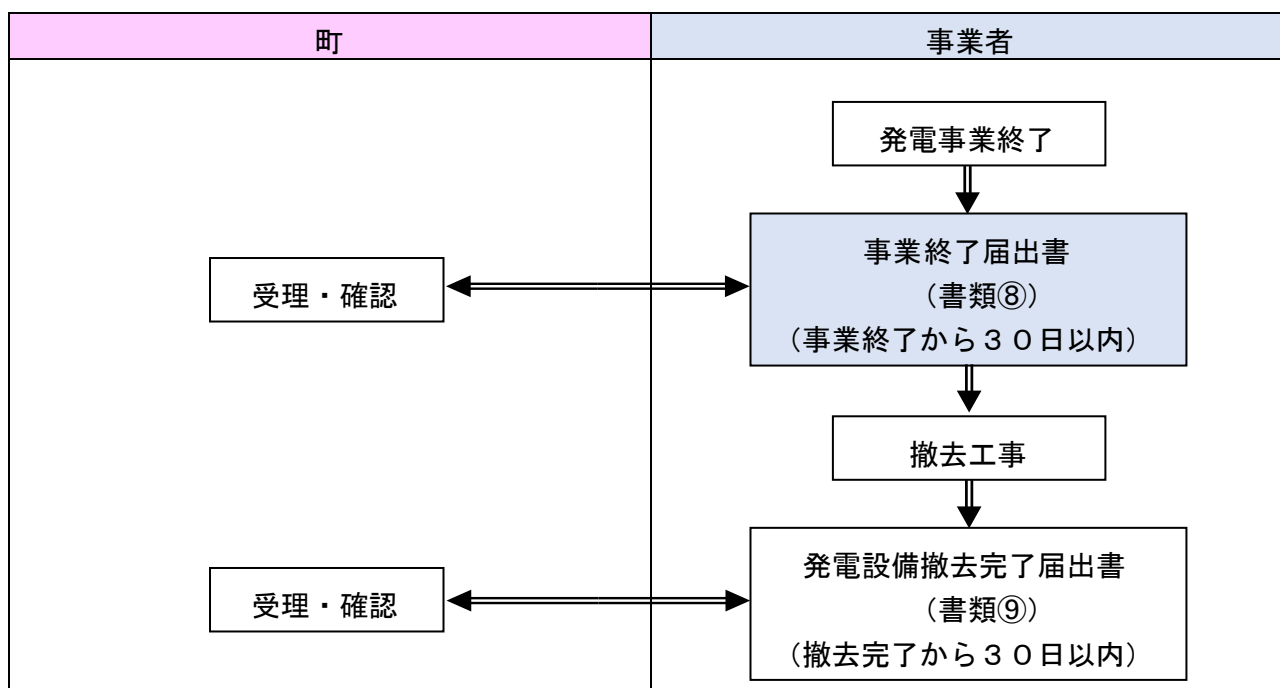 町
事業者
発電事業終了
事業終了届出書
（書類⑧）
（事業終了から３０日以内）
受理・確認
撤去工事
発電設備撤去完了届出書
（書類⑨）
（撤去完了から３０日以内）
受理・確認